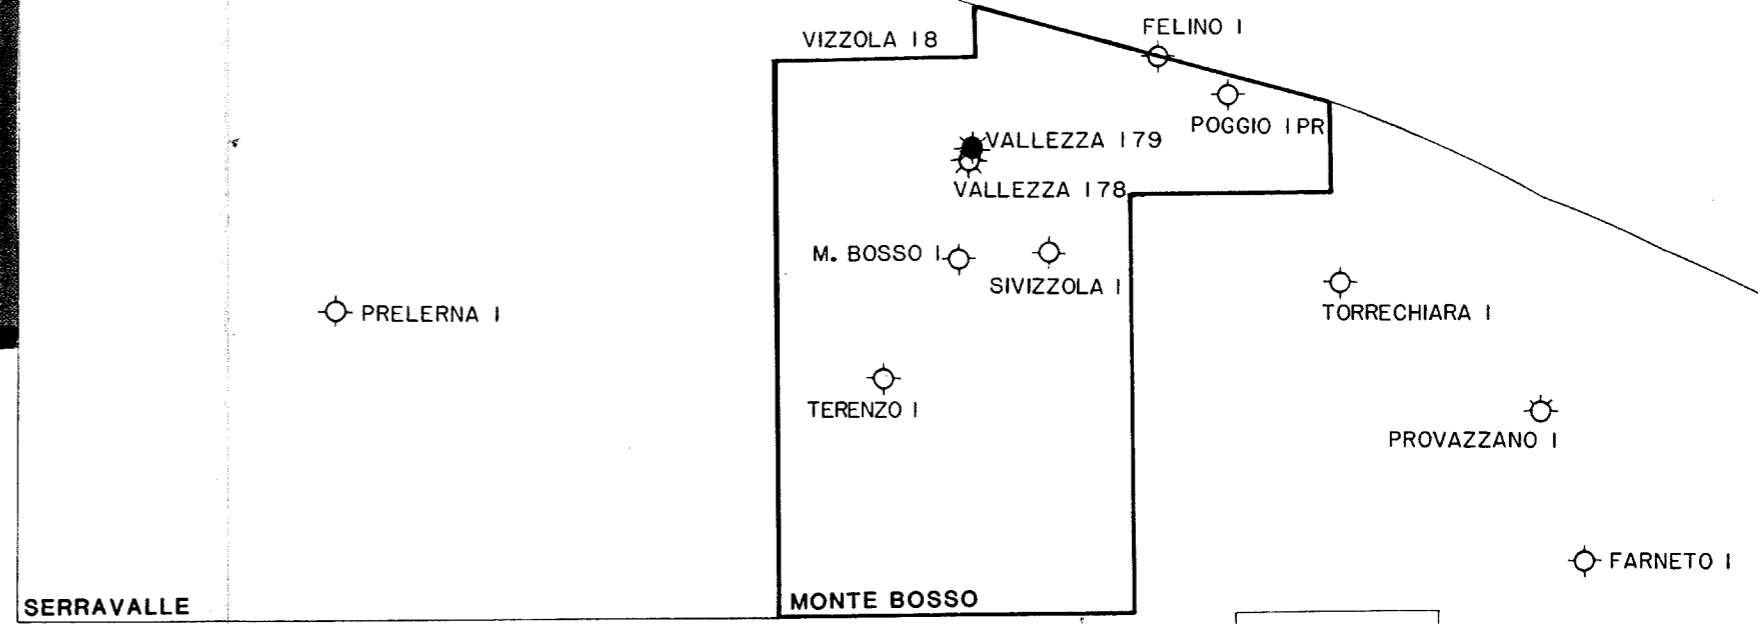 FELINO 1
VIZZOLA 18
POGGIO 1PR
VALLEZZA 179
VALLEZZA 178
M. BOSSO 1
SIVIZZOLA 1
TORRECHIARA 1
PRELERNA 1
TERENZO 1
PROVAZZANO 1
FARNETO 1
SERRAVALLE
MONTE BOSSO